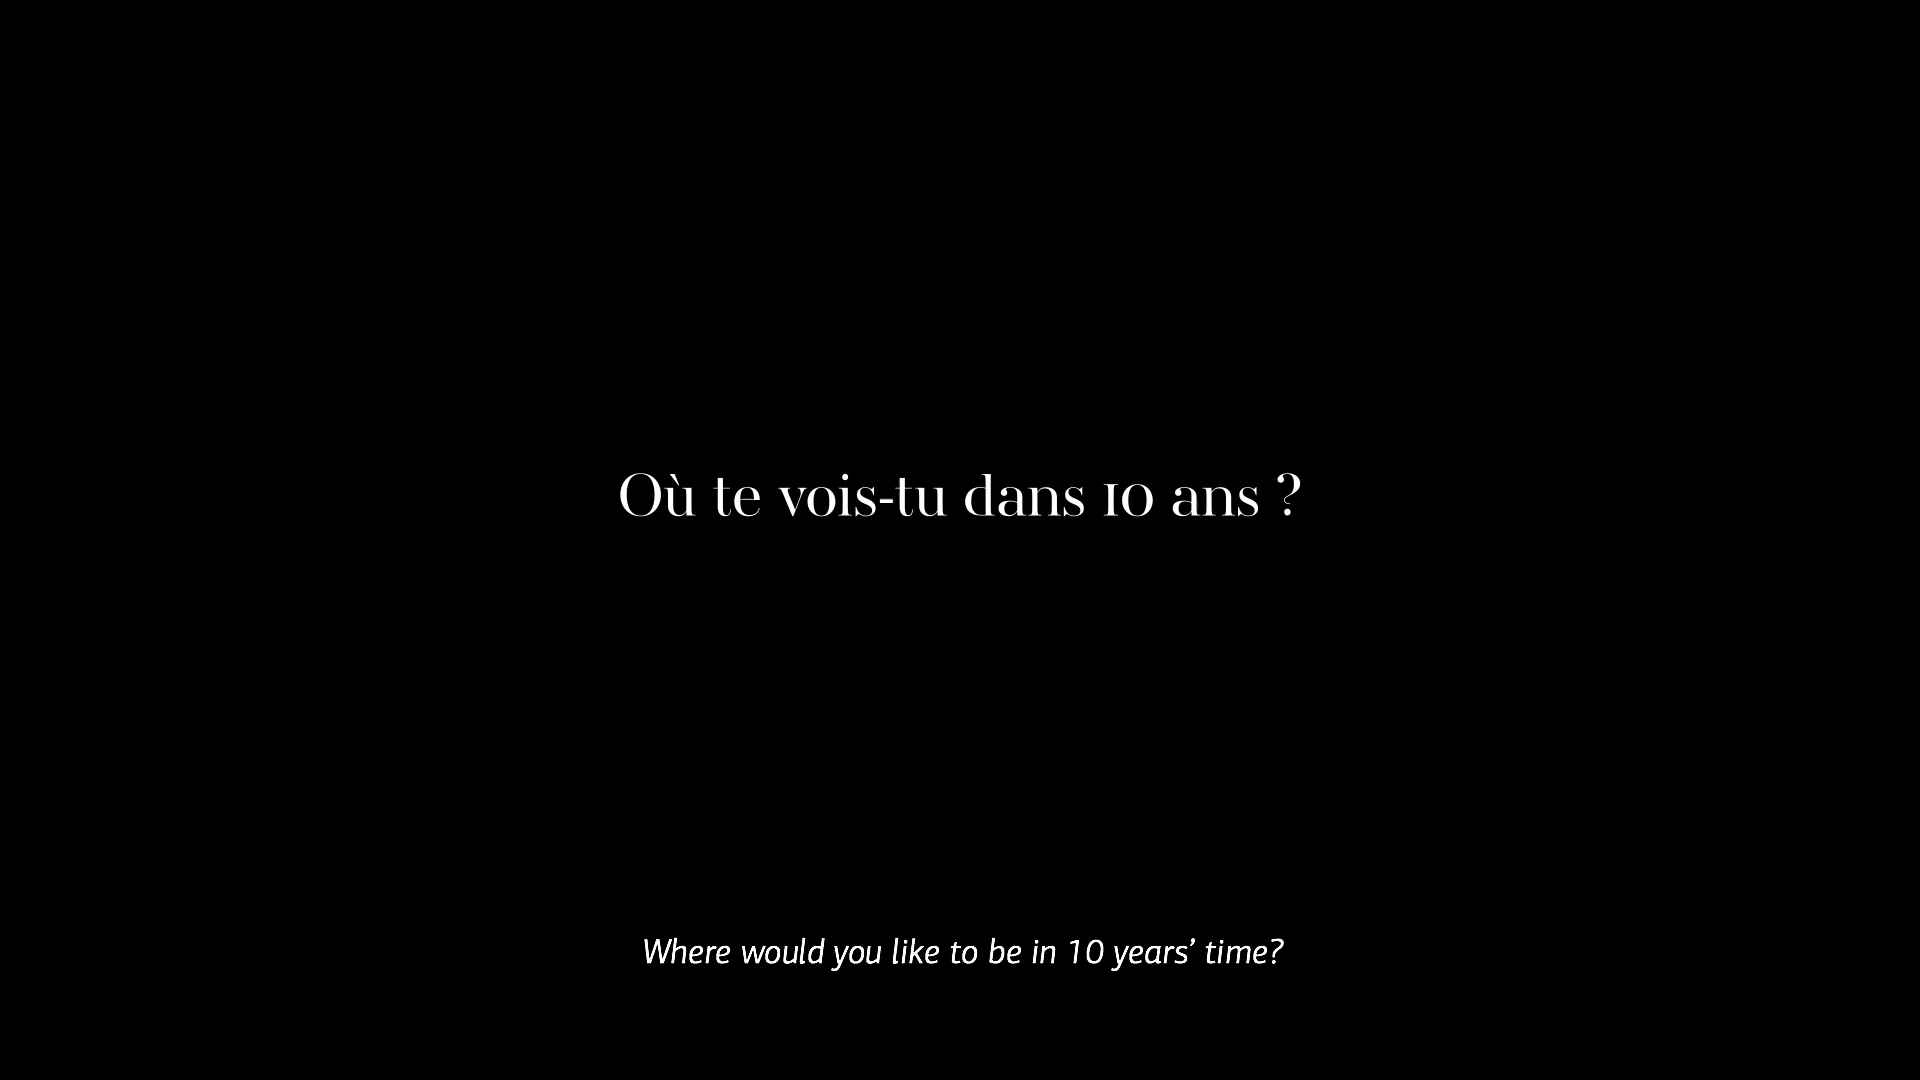 Où te vois-tu dans 10 ans ?
Where would you like to be in 10 years’ time?